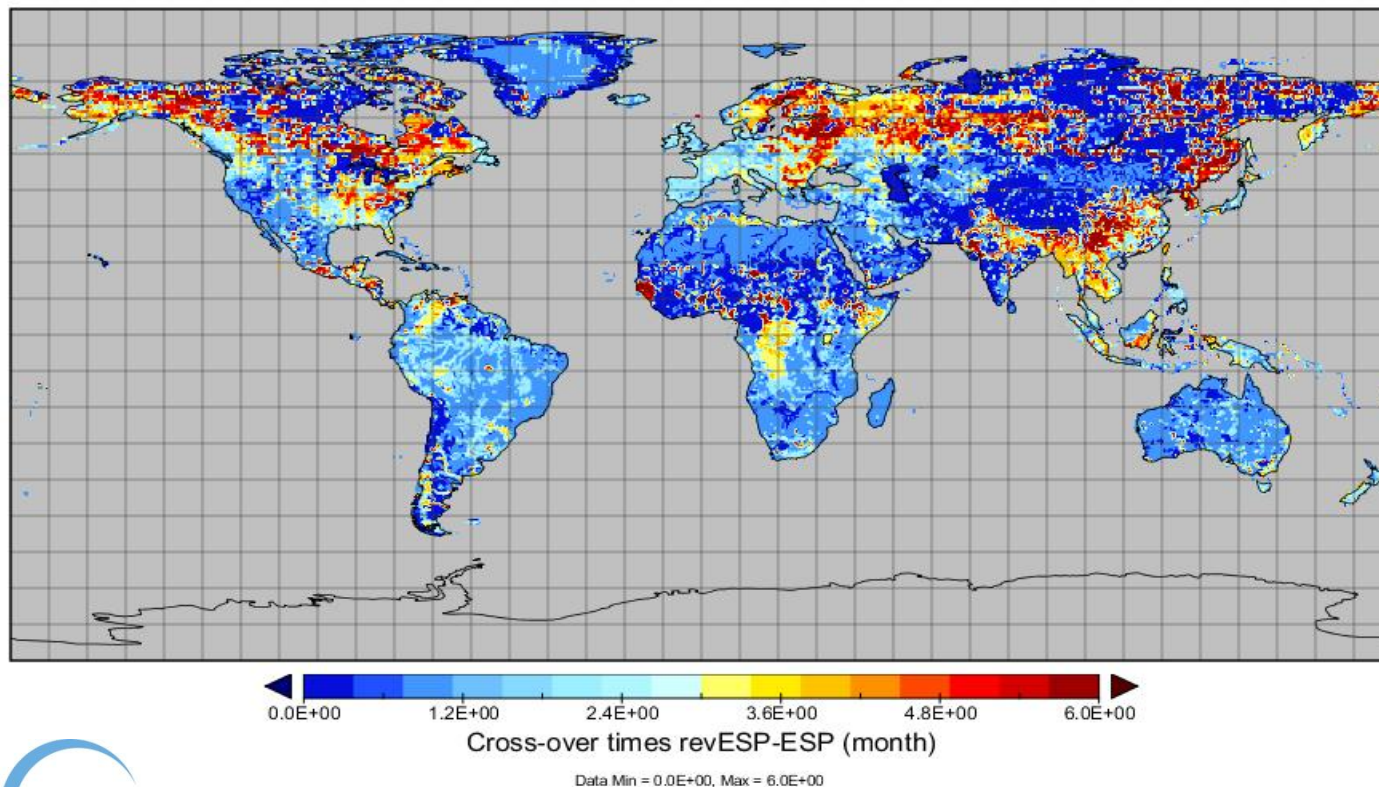 0.0E+00 1.2E+00 2.4E+00 3.6E+00 4.8E+00 6.0E+00
Cross-over times revESP-ESP (month)
Data Min = 0.0E+00, Max = 6.0E+00